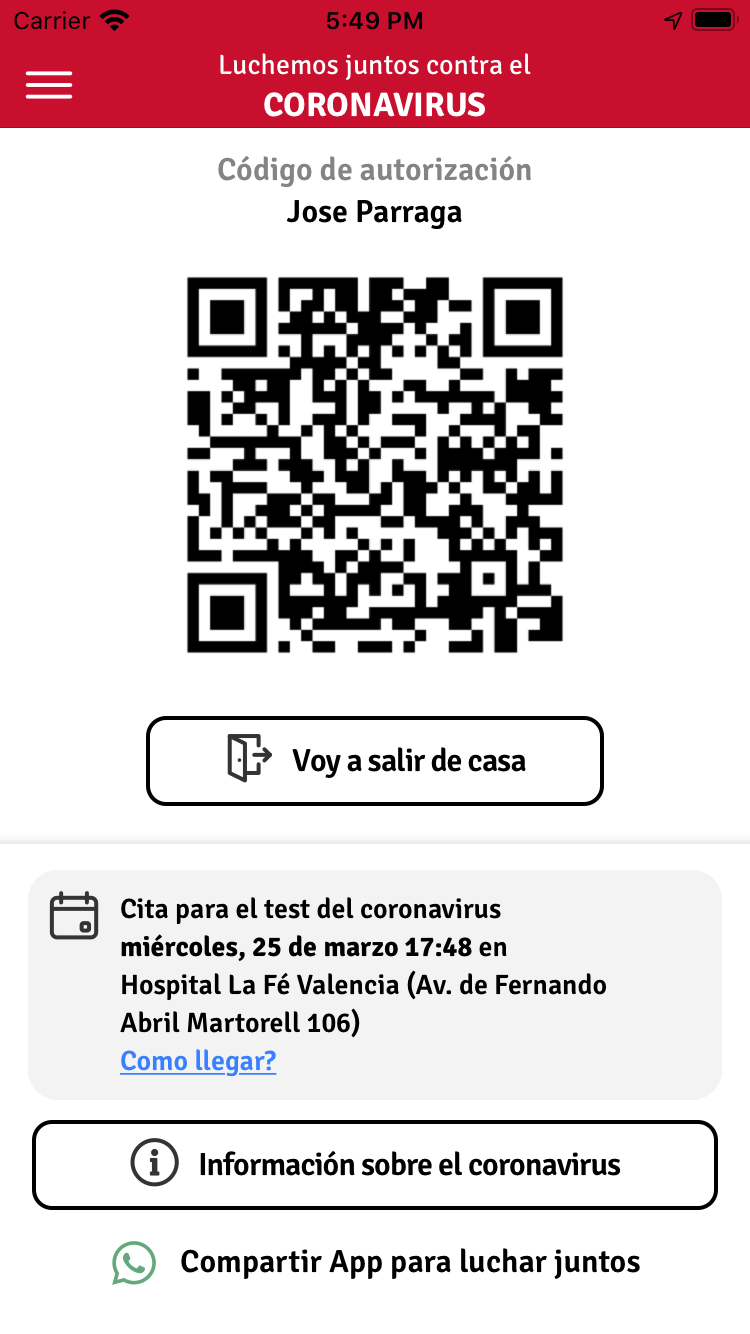 Carrier 5:49 PM
Luchemos juntos contra el
CORONAVIRUS
Código de autorización
Jose Parraga
Voy a salir de casa
Cita para el test del coronavirus
miércoles, 25 de marzo 17:48 en
Hospital La Fé Valencia (Av. de Fernando
Abril Martorell 106)
Como llegar?
Información sobre el coronavirus
Compartir App para luchar juntos